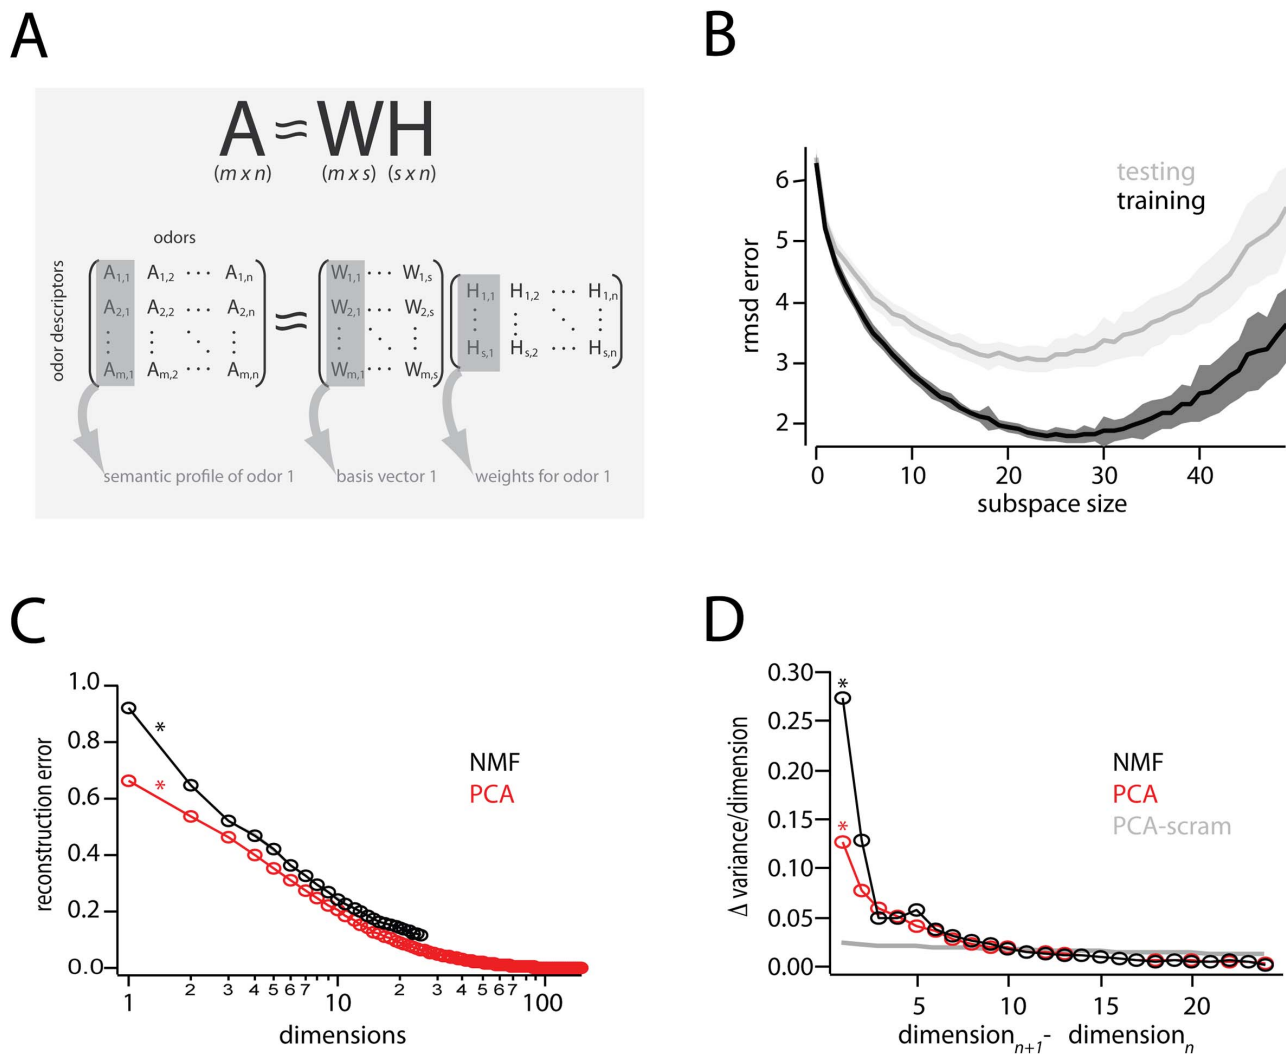 A
A ≈ WH
(m x n) (m x s) (s x n)
odors
odor descriptors
A1,1 A1,2 ··· A1,n
A2,1 A2,2 ··· A2,n
Am,1 Am,2 ··· Am,n
≈
W1,1 ··· W1,s
W2,1 ··· W2,s
Wm,1 ··· Wm,s
H1,1 H1,2 ··· H1,n
Hs,1 Hs,2 ··· Hs,n
semantic profile of odor 1
basis vector 1
weights for odor 1
B
testing
training
rmsd error
6
5
4
3
2
0 10 20 30 40
subspace size
C
reconstruction error
1.0
0.8
0.6
0.4
0.2
0.0
*
*
NMF
PCA
1 2 3 4 5 6 7 10 2 3 4 5 6 7 100
dimensions
D
Δ variance/dimension
0.30
0.25
0.20
0.15
0.10
0.05
0.00
*
*
NMF
PCA
PCA-scram
5 10 15 20
dimension n+1 - dimension n